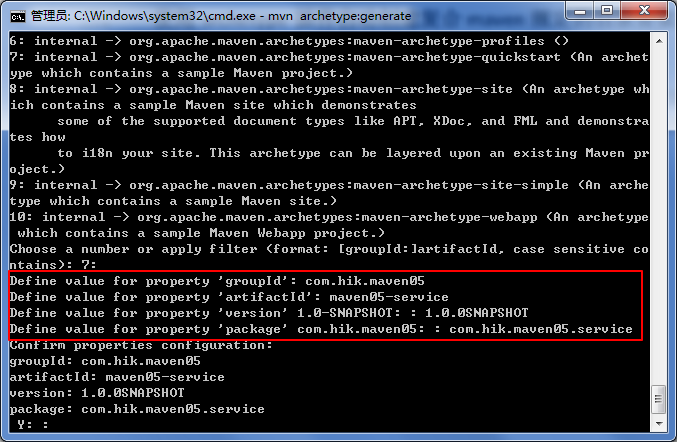 管理员: C:\Windows\system32\cmd.exe - mvn  archetype:generate
6: internal -> org.apache.maven.archetypes:maven-archetype-profiles ()
7: internal -> org.apache.maven.archetypes:maven-archetype-quickstart (An archet
ype which contains a sample Maven project.)
8: internal -> org.apache.maven.archetypes:maven-archetype-site (An archetype wh
ich contains a sample Maven site which demonstrates
      some of the supported document types like APT, XDoc, and FML and demonstra
tes how
      to i18n your site. This archetype can be layered upon an existing Maven pr
oject.)
9: internal -> org.apache.maven.archetypes:maven-archetype-site-simple (An arche
type which contains a sample Maven site.)
10: internal -> org.apache.maven.archetypes:maven-archetype-webapp (An archetype
 which contains a sample Maven Webapp project.)
Choose a number or apply filter (format: [groupId:]artifactId, case sensitive co
ntains): 7:
Define value for property 'groupId': com.hik.maven05
Define value for property 'artifactId': maven05-service
Define value for property 'version' 1.0-SNAPSHOT: : 1.0.0SNAPSHOT
Define value for property 'package' com.hik.maven05: : com.hik.maven05.service
Confirm properties configuration:
groupId: com.hik.maven05
artifactId: maven05-service
version: 1.0.0SNAPSHOT
package: com.hik.maven05.service
 Y: :